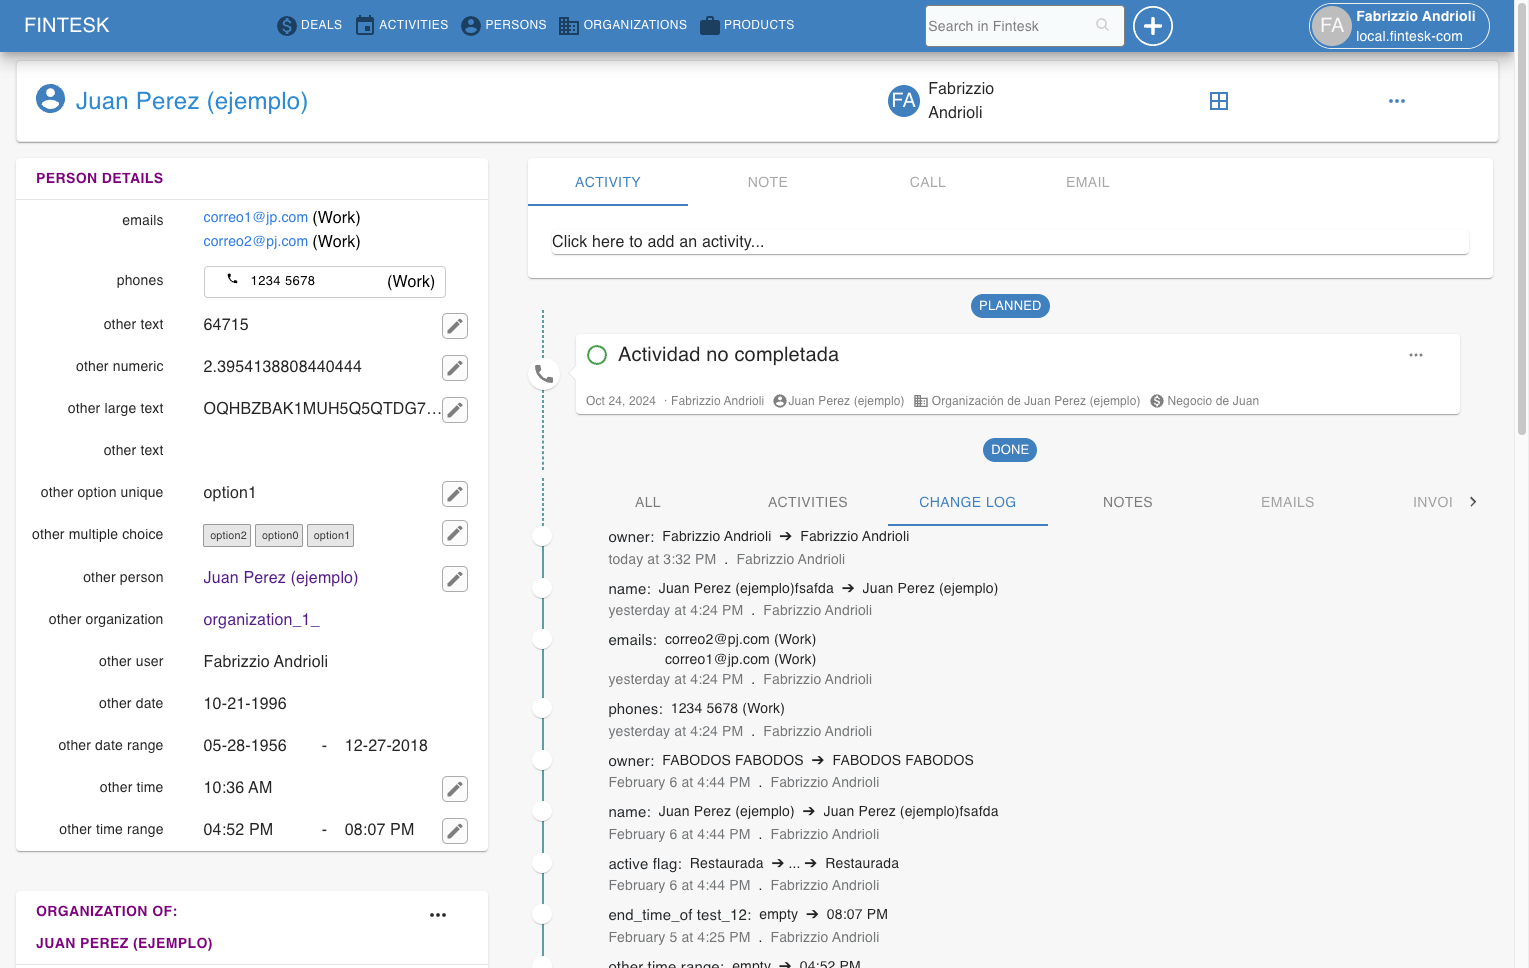 FINTESK
DEALS
ACTIVITIES
PERSONS
ORGANIZATIONS
PRODUCTS
Search in Fintesk
FA
Fabrizzio Andrioli
local.fintesk-com
Juan Perez (ejemplo)
FA
Fabrizzio
Andrioli
PERSON DETAILS
emails
correo1@jp.com (Work)
correo2@pj.com (Work)
phones
1234 5678 (Work)
other text 64715
other numeric 2.3954138808440444
other large text OQHBZBAK1MUH5Q5QTDG7...
other text
other option unique option1
other multiple choice option2 option0 option1
other person Juan Perez (ejemplo)
other organization organization_1_
other user Fabrizzio Andrioli
other date 10-21-1996
other date range 05-28-1956 - 12-27-2018
other time 10:36 AM
other time range 04:52 PM - 08:07 PM
ORGANIZATION OF:
JUAN PEREZ (EJEMPLO)
ACTIVITY NOTE CALL EMAIL
Click here to add an activity...
PLANNED
Actividad no completada
Oct 24, 2024 · Fabrizzio Andrioli Juan Perez (ejemplo) Organización de Juan Perez (ejemplo) Negocio de Juan
DONE
ALL ACTIVITIES CHANGE LOG NOTES EMAILS INVOI
owner: Fabrizzio Andrioli ➔ Fabrizzio Andrioli
today at 3:32 PM . Fabrizzio Andrioli
name: Juan Perez (ejemplo)fsafda ➔ Juan Perez (ejemplo)
yesterday at 4:24 PM . Fabrizzio Andrioli
emails: correo2@pj.com (Work)
correo1@jp.com (Work)
yesterday at 4:24 PM . Fabrizzio Andrioli
phones: 1234 5678 (Work)
yesterday at 4:24 PM . Fabrizzio Andrioli
owner: FABODOS FABODOS ➔ FABODOS FABODOS
February 6 at 4:44 PM . Fabrizzio Andrioli
name: Juan Perez (ejemplo) ➔ Juan Perez (ejemplo)fsafda
February 6 at 4:44 PM . Fabrizzio Andrioli
active flag: Restaurada ➔ ... ➔ Restaurada
February 6 at 4:44 PM . Fabrizzio Andrioli
end_time_of test_12: empty ➔ 08:07 PM
February 5 at 4:25 PM . Fabrizzio Andrioli
other time range: empty ➔ 04:52 PM